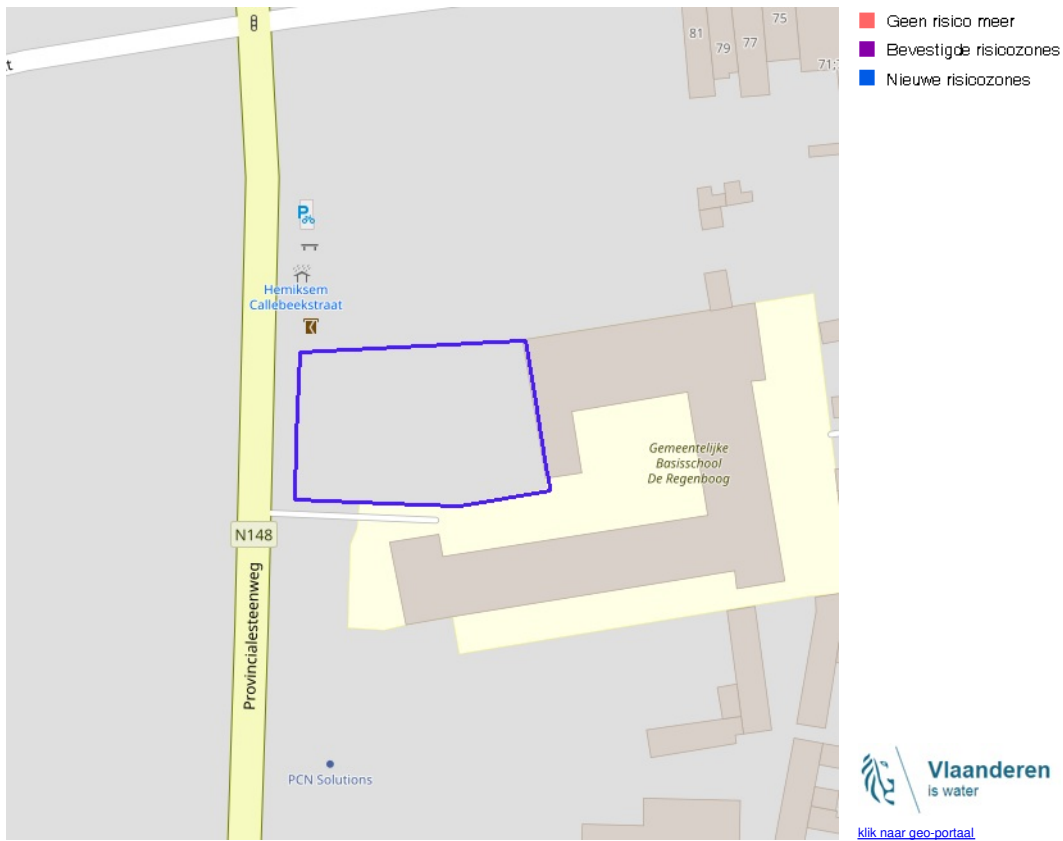 81
79
77
75
71;
t
Geen risico meer
Bevestigde risicozones
Nieuwe risicozones
P
Hemiksem
Callebeekstraat
Gemeentelijke
Basisschool
De Regenboog
N148
Provincialesteenweg
PCN Solutions
Vlaanderen
is water
klik naar geo-portaal